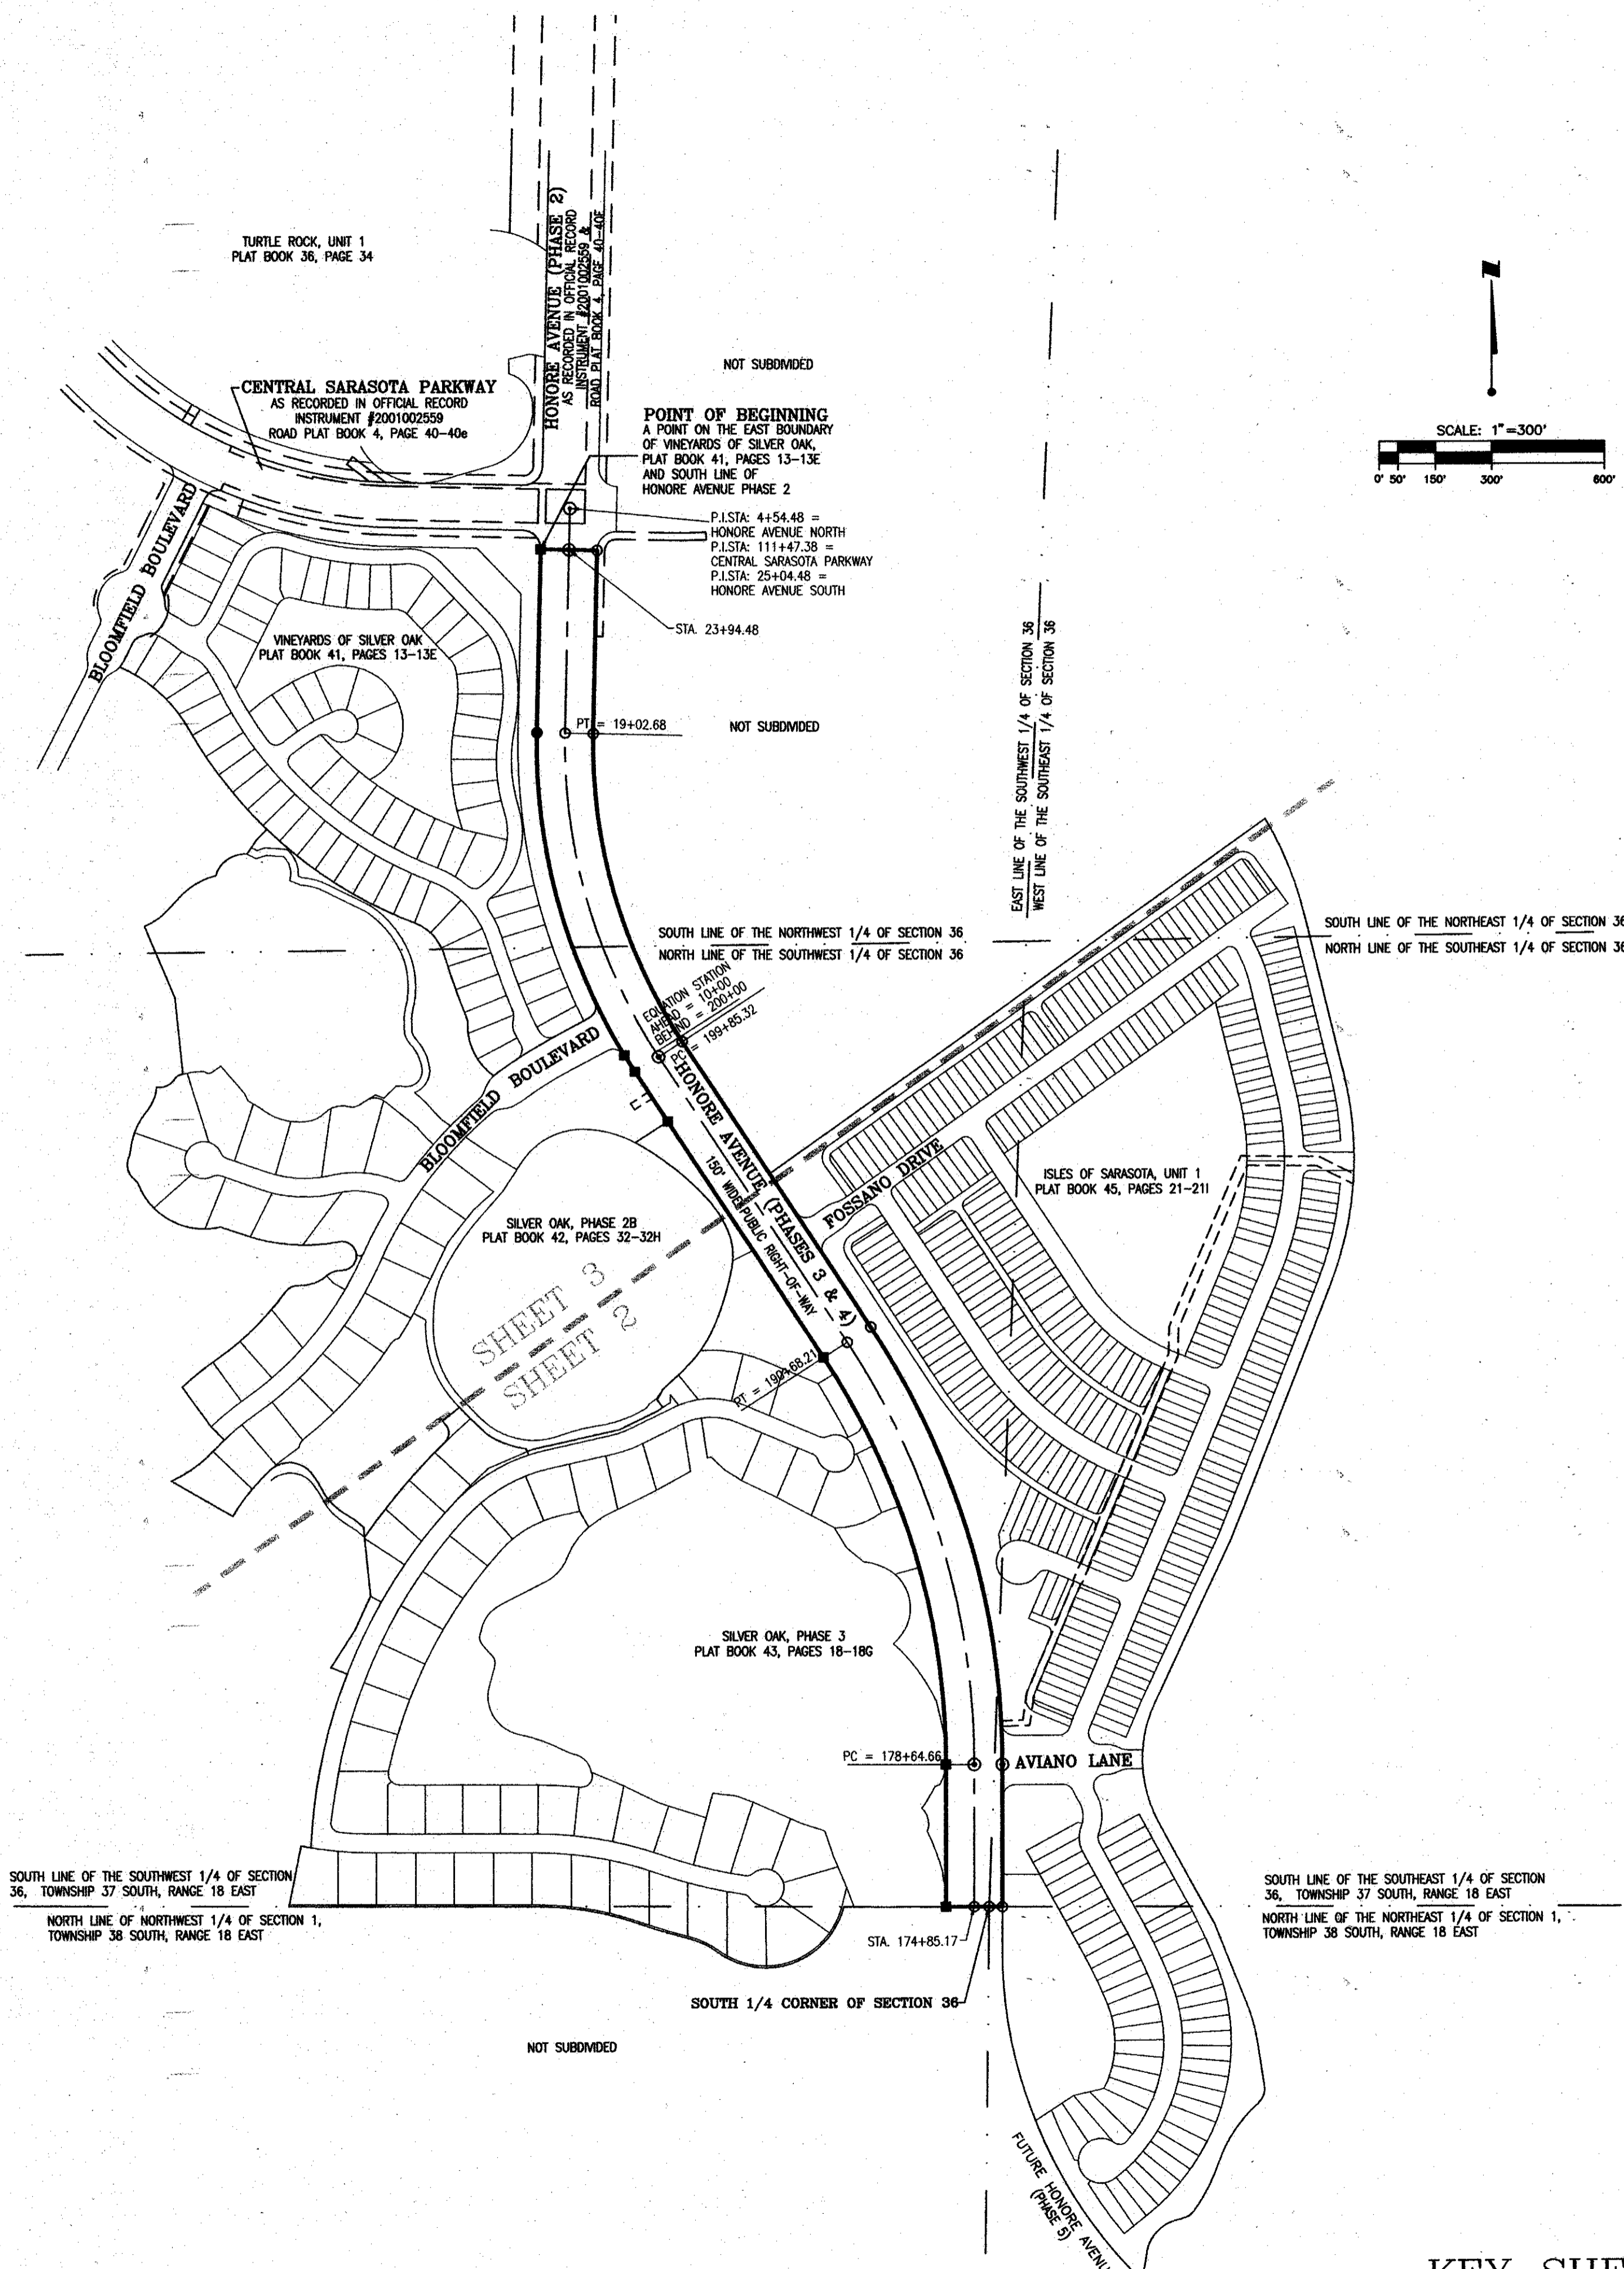 TURTLE ROCK, UNIT 1
PLAT BOOK 36, PAGE 34
HONORE AVENUE (PHASE 2)
AS RECORDED IN OFFICIAL RECORD
INSTRUMENT #2001002559 &
ROAD PLAT BOOK 4, PAGE 40-40E
NOT SUBDIVIDED
N
CENTRAL SARASOTA PARKWAY
AS RECORDED IN OFFICIAL RECORD
INSTRUMENT #2001002559
ROAD PLAT BOOK 4, PAGE 40-40e
POINT OF BEGINNING
A POINT ON THE EAST BOUNDARY
OF VINEYARDS OF SILVER OAK,
PLAT BOOK 41, PAGES 13-13E
AND SOUTH LINE OF
HONORE AVENUE PHASE 2
SCALE: 1"=300'
0' 50' 150' 300' 600'
P.I.STA: 4+54.48 =
HONORE AVENUE NORTH
P.I.STA: 111+47.38 =
CENTRAL SARASOTA PARKWAY
P.I.STA: 25+04.48 =
HONORE AVENUE SOUTH
STA. 23+94.48
BLOOMFIELD BOULEVARD
VINEYARDS OF SILVER OAK
PLAT BOOK 41, PAGES 13-13E
PT = 19+02.68
NOT SUBDIVIDED
EAST LINE OF THE SOUTHWEST 1/4 OF SECTION 36
WEST LINE OF THE SOUTHEAST 1/4 OF SECTION 36
SOUTH LINE OF THE NORTHWEST 1/4 OF SECTION 36
NORTH LINE OF THE SOUTHWEST 1/4 OF SECTION 36
SOUTH LINE OF THE NORTHEAST 1/4 OF SECTION 36
NORTH LINE OF THE SOUTHEAST 1/4 OF SECTION 36
EQUATION STATION
AHEAD = 10+00
BEHIND = 200+00
PC = 199+85.32
BLOOMFIELD BOULEVARD
HONORE AVENUE (PHASES 3 & 4)
150' WIDE PUBLIC RIGHT-OF-WAY
FOSSANO DRIVE
ISLES OF SARASOTA, UNIT 1
PLAT BOOK 45, PAGES 21-21I
SILVER OAK, PHASE 2B
PLAT BOOK 42, PAGES 32-32H
SHEET 3
SHEET 2
PT = 190+68.21
SILVER OAK, PHASE 3
PLAT BOOK 43, PAGES 18-18G
PC = 178+64.66
AVIANO LANE
SOUTH LINE OF THE SOUTHWEST 1/4 OF SECTION
36, TOWNSHIP 37 SOUTH, RANGE 18 EAST
NORTH LINE OF NORTHWEST 1/4 OF SECTION 1,
TOWNSHIP 38 SOUTH, RANGE 18 EAST
SOUTH LINE OF THE SOUTHEAST 1/4 OF SECTION
36, TOWNSHIP 37 SOUTH, RANGE 18 EAST
NORTH LINE OF THE NORTHEAST 1/4 OF SECTION 1,
TOWNSHIP 38 SOUTH, RANGE 18 EAST
STA. 174+85.17
SOUTH 1/4 CORNER OF SECTION 36
NOT SUBDIVIDED
FUTURE HONORE AVENU
(PHASE 5)
KEY SHE